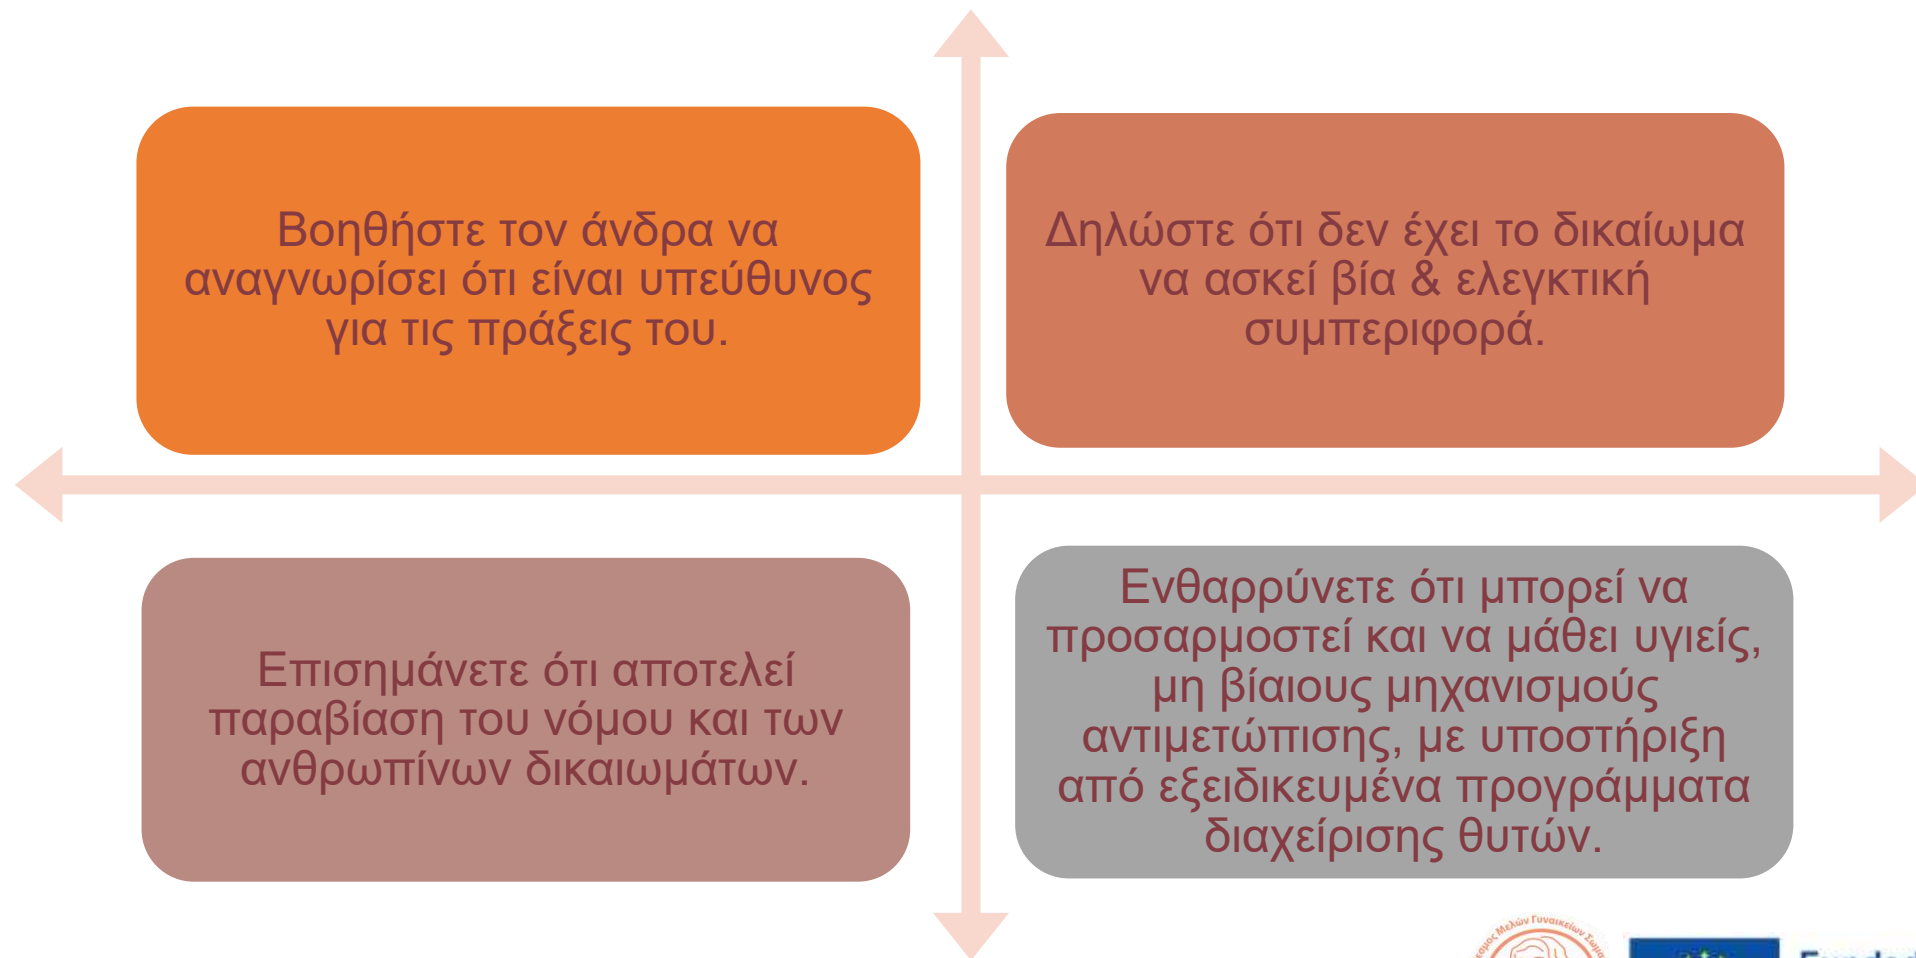 Βοηθήστε τον άνδρα να
αναγνωρίσει ότι είναι υπεύθυνος
για τις πράξεις του.
Δηλώστε ότι δεν έχει το δικαίωμα
να ασκεί βία & ελεγκτική
συμπεριφορά.
Επισημάνετε ότι αποτελεί
παραβίαση του νόμου και των
ανθρωπίνων δικαιωμάτων.
Ενθαρρύνετε ότι μπορεί να
προσαρμοστεί και να μάθει υγιείς,
μη βίαιους μηχανισμούς
αντιμετώπισης, με υποστήριξη
από εξειδικευμένα προγράμματα
διαχείρισης θυτών.
Μελών Γυναικείων